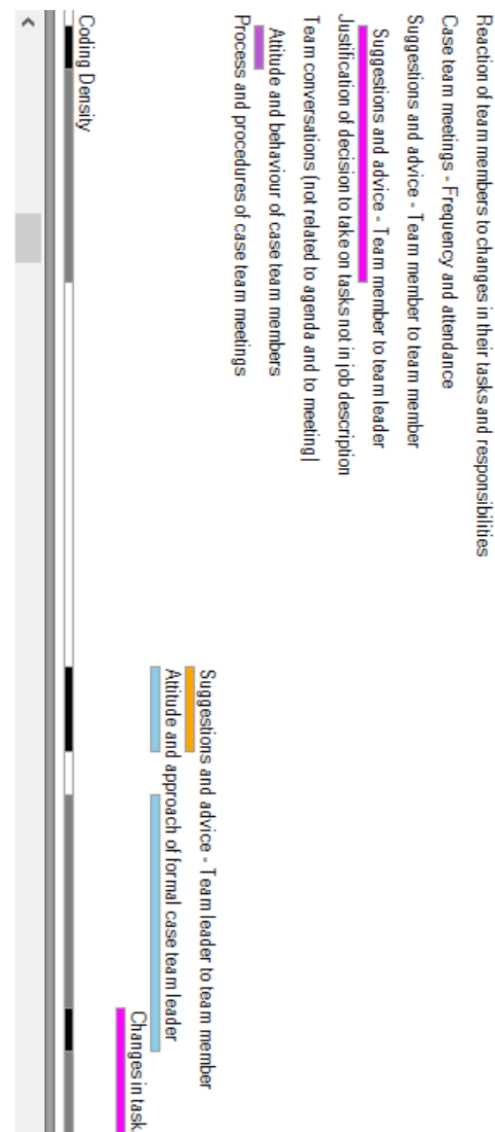 Reaction of team members to changes in their tasks and responsibilities
Case team meetings - Frequency and attendance
Suggestions and advice - Team member to team member
Suggestions and advice - Team member to team leader
Justification of decision to take on tasks not in job description
Team conversations (not related to agenda and to meeting|
Attitude and behaviour of case team members
Process and procedures of case team meetings
Suggestions and advice - Team leader to team member
Attitude and approach of formal case team leader
Changes in task
Coding Density